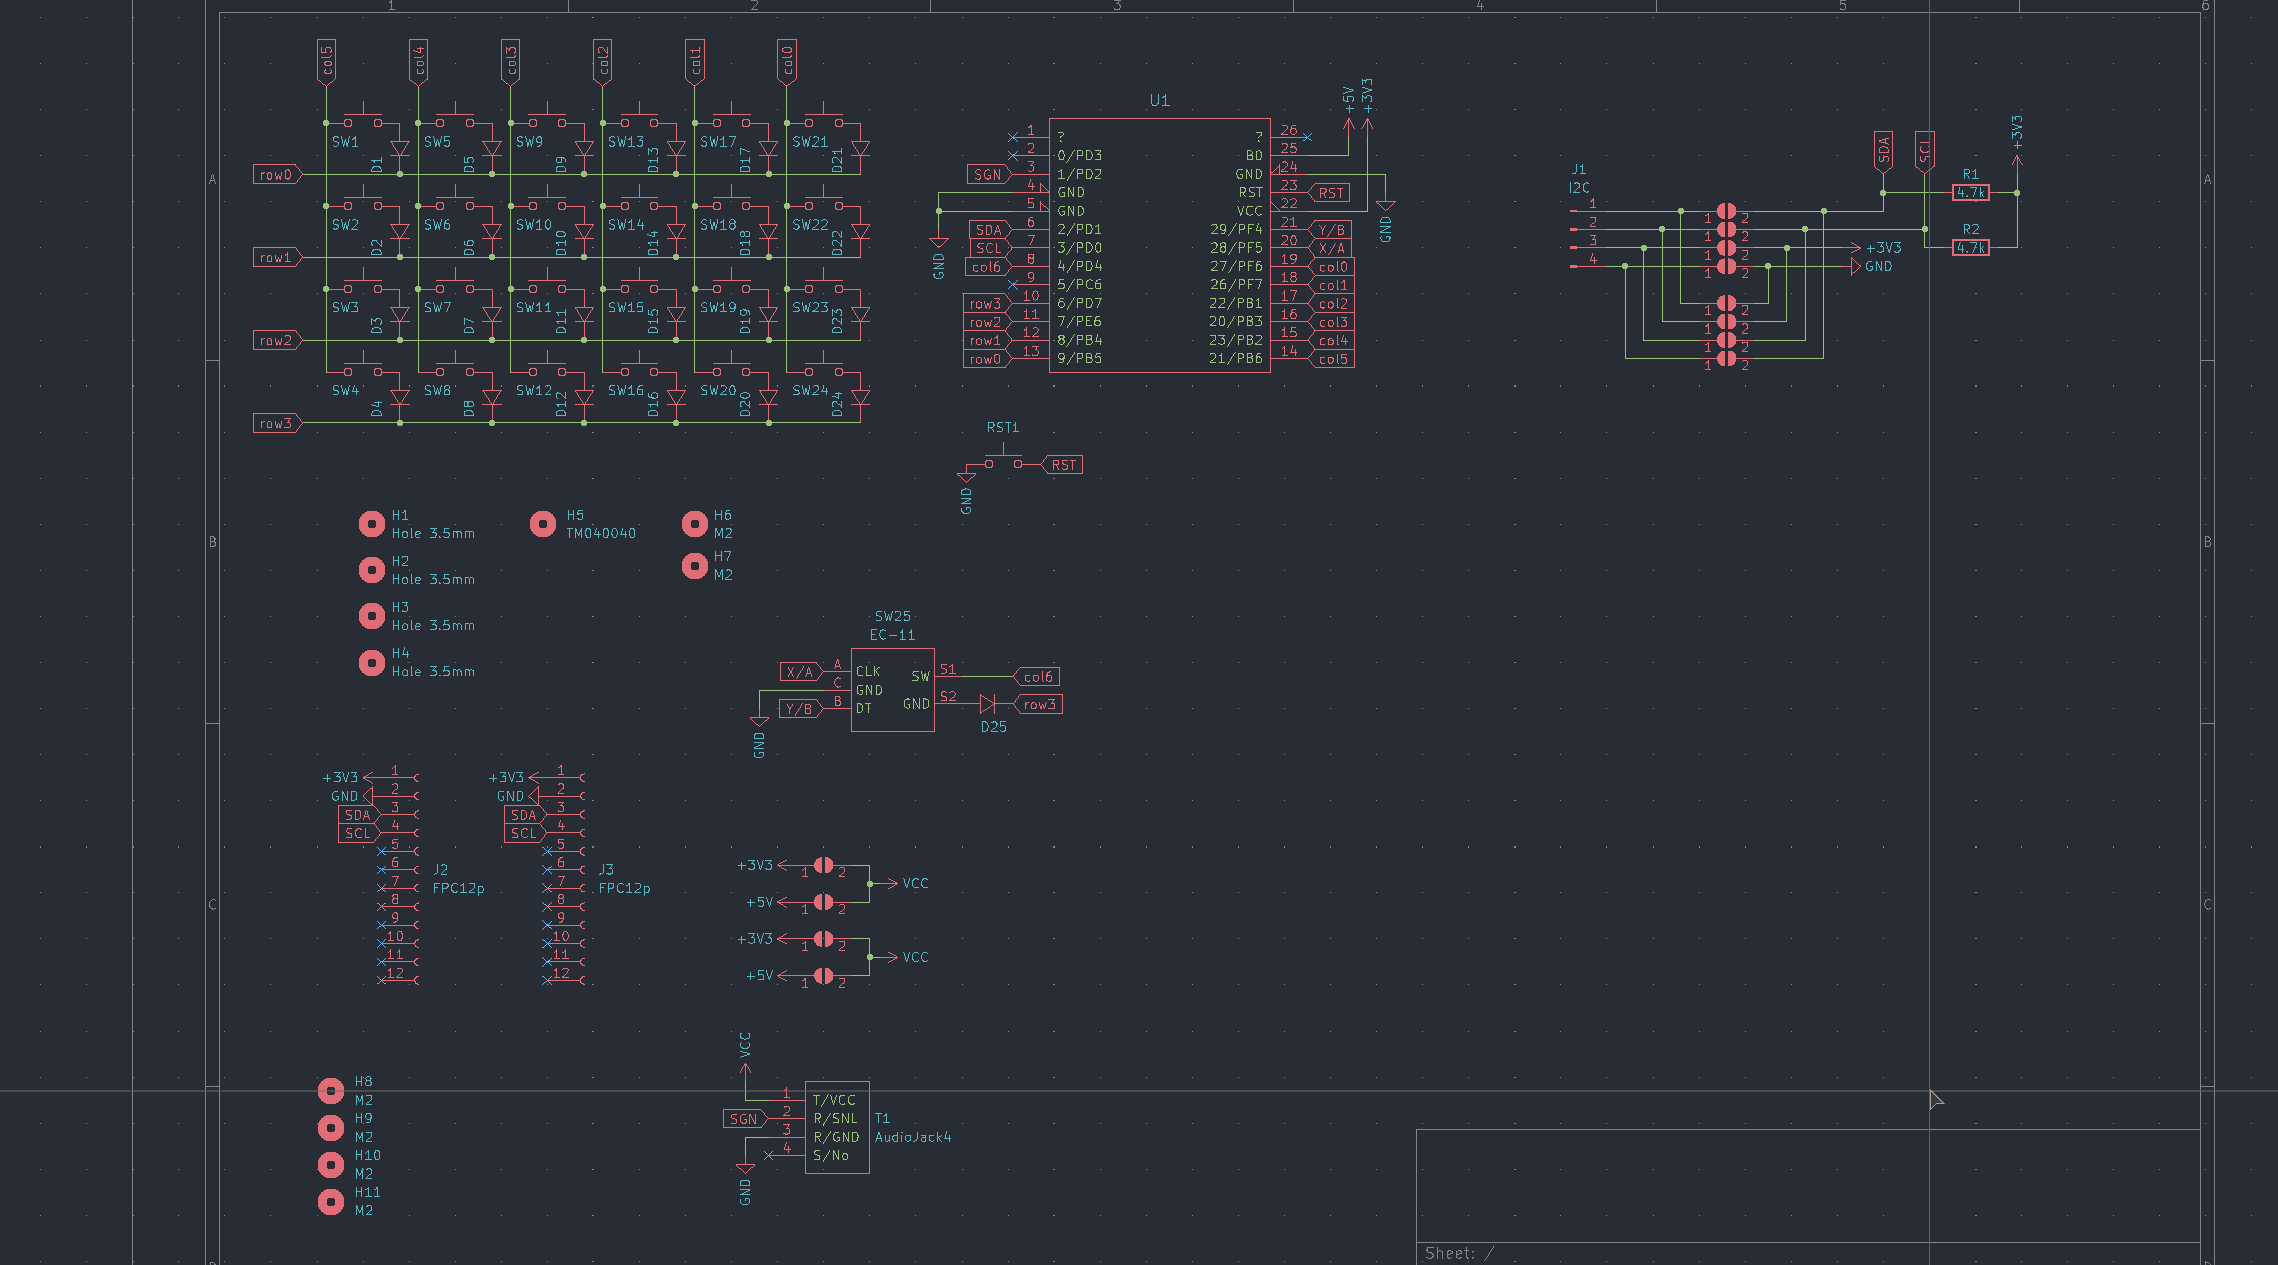 1 2 3 4 5 6
col5 col4 col3 col2 col1 col0
SW1 SW5 SW9 SW13 SW17 SW21
D1 D5 D9 D13 D17 D21
row0
SW2 SW6 SW10 SW14 SW18 SW22
D2 D6 D10 D14 D18 D22
row1
SW3 SW7 SW11 SW15 SW19 SW23
D3 D7 D11 D15 D19 D23
row2
SW4 SW8 SW12 SW16 SW20 SW24
D4 D8 D12 D16 D20 D24
row3
A
B
C
U1
+5V +3V3
1 ? ? 26
2 0/PD3 B0 25
SGN 3 1/PD2 GND 24
4 GND RST 23 RST
5 GND VCC 22
SDA 6 2/PD1 29/PF4 21 Y/B
SCL 7 3/PD0 28/PF5 20 X/A
col6 8 4/PD4 27/PF6 19 col0
9 5/PC6 26/PF7 18 col1
row3 10 6/PD7 22/PB1 17 col2
row2 11 7/PE6 20/PB3 16 col3
row1 12 8/PB4 23/PB2 15 col4
row0 13 9/PB5 21/PB6 14 col5
GND
GND
RST1
RST
GND
J1
I2C
1 1 2
2 1 2
3 1 2 +3V3
4 1 2 GND
1 2
1 2
1 2
1 2
SDA SCL +3V3
R1
4.7k
R2
4.7k
A
B
C
H1
Hole 3.5mm
H2
Hole 3.5mm
H3
Hole 3.5mm
H4
Hole 3.5mm
H5
TM040040
H6
M2
H7
M2
SW25
EC-11
X/A A CLK SW S1 col6
C GND
Y/B B DT GND S2 row3
D25
GND
+3V3 1
GND 2
SDA 3
SCL 4
5
6
7
8
9
10
11
12
J2
FPC12p
+3V3 1
GND 2
SDA 3
SCL 4
5
6
7
8
9
10
11
12
J3
FPC12p
+3V3 1 2
VCC
+5V 1 2
+3V3 1 2
VCC
+5V 1 2
H8
M2
H9
M2
H10
M2
H11
M2
VCC
1 T/VCC
SGN 2 R/SNL
3 R/GND
4 S/No
GND
T1
AudioJack4
Sheet: /